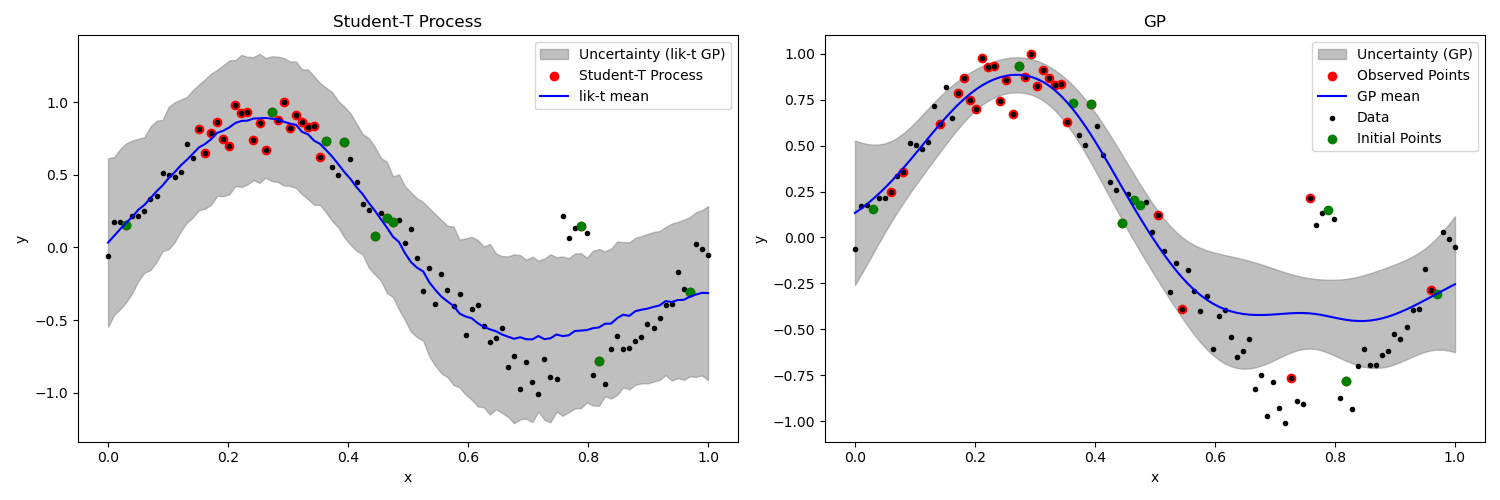 Student-T Process
Uncertainty (lik-t GP)
Student-T Process
lik-t mean
1.0
0.5
0.0
−0.5
−1.0
y
0.0 0.2 0.4 0.6 0.8 1.0
x
GP
Uncertainty (GP)
Observed Points
GP mean
Data
Initial Points
1.00
0.75
0.50
0.25
0.00
−0.25
−0.50
−0.75
−1.00
y
0.0 0.2 0.4 0.6 0.8 1.0
x